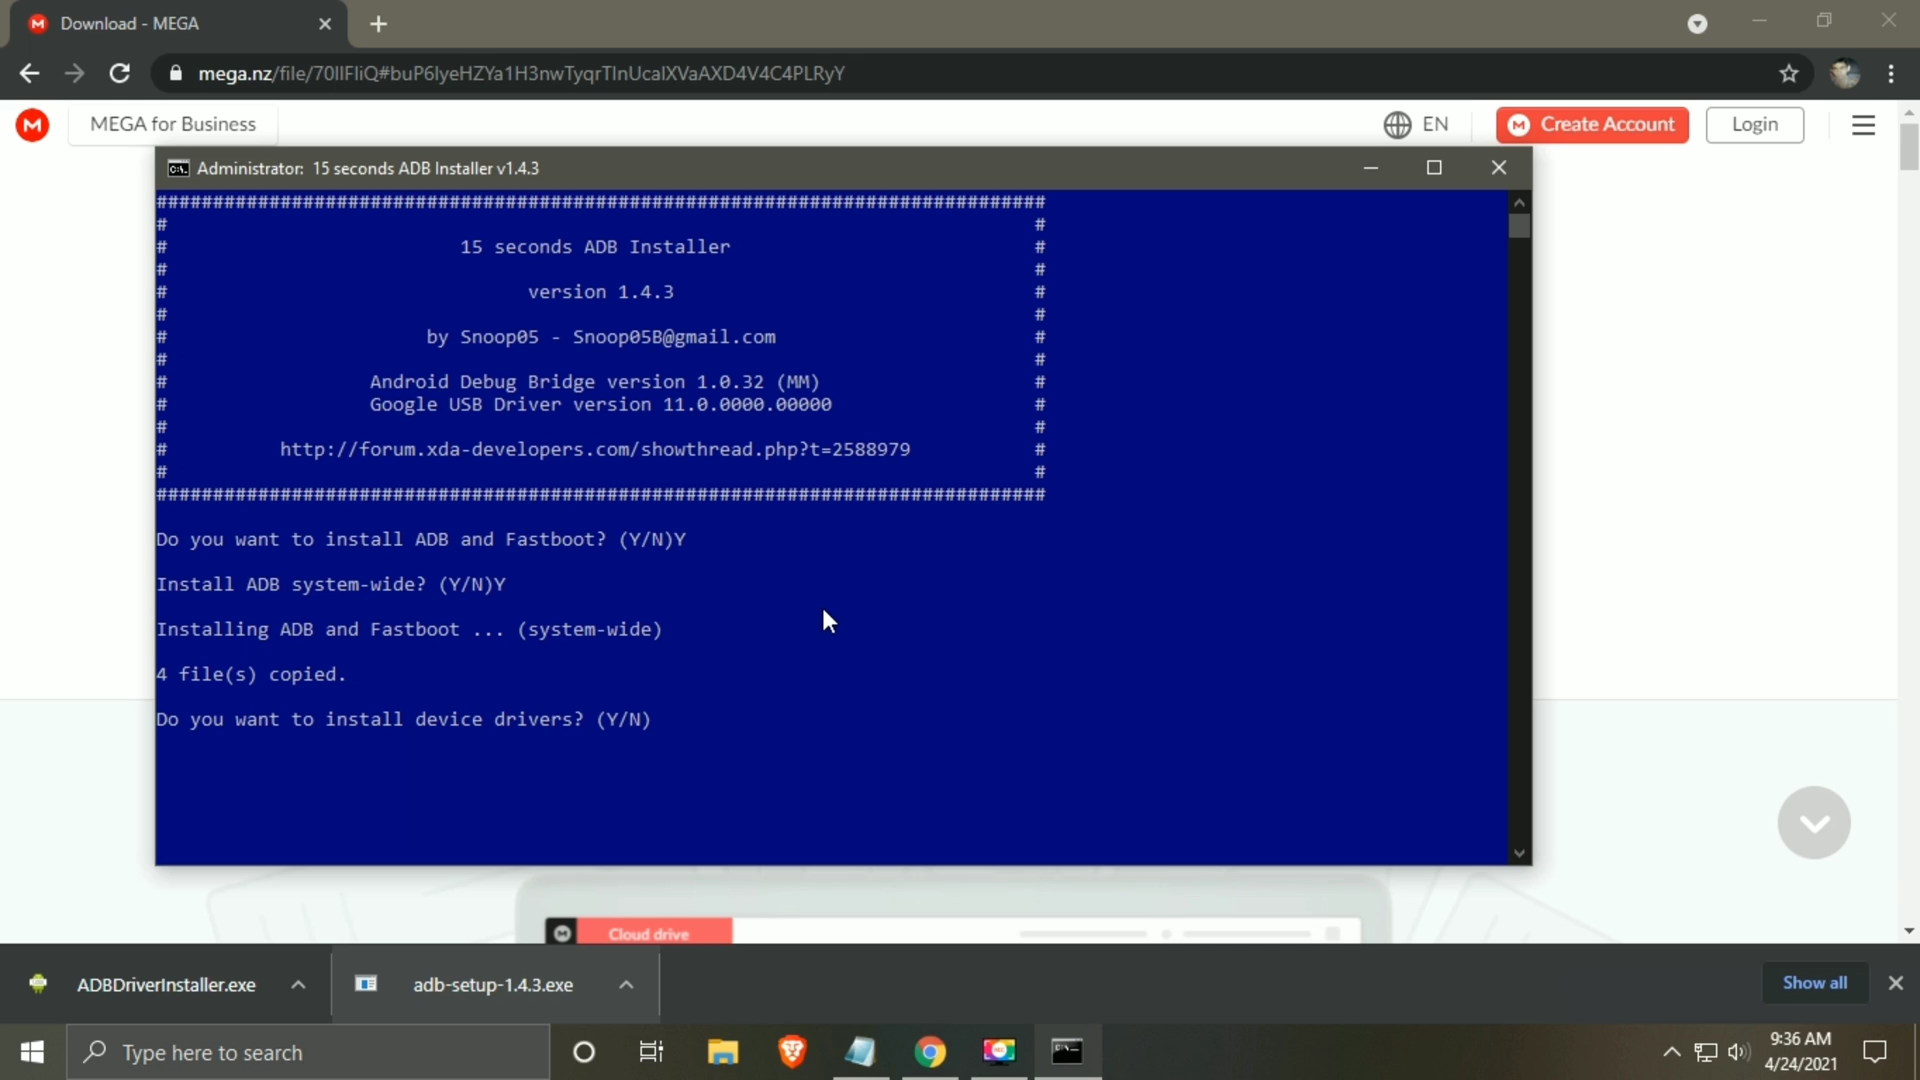 Download - MEGA
mega.nz/file/70IIFIiQ#buP6IyeHZYa1H3nwTyqrTInUcaIXVaAXD4V4C4PLRyY
MEGA for Business
EN
Create Account
Login
Administrator: 15 seconds ADB Installer v1.4.3
###############################################################################
# #
# 15 seconds ADB Installer #
# #
# version 1.4.3 #
# #
# by Snoop05 - Snoop05B@gmail.com #
# #
# Android Debug Bridge version 1.0.32 (MM) #
# Google USB Driver version 11.0.0000.00000 #
# #
# http://forum.xda-developers.com/showthread.php?t=2588979 #
# #
###############################################################################
Do you want to install ADB and Fastboot? (Y/N)Y
Install ADB system-wide? (Y/N)Y
Installing ADB and Fastboot ... (system-wide)
4 file(s) copied.
Do you want to install device drivers? (Y/N)
Cloud drive
ADBDriverInstaller.exe
adb-setup-1.4.3.exe
Show all
Type here to search
9:36 AM
4/24/2021